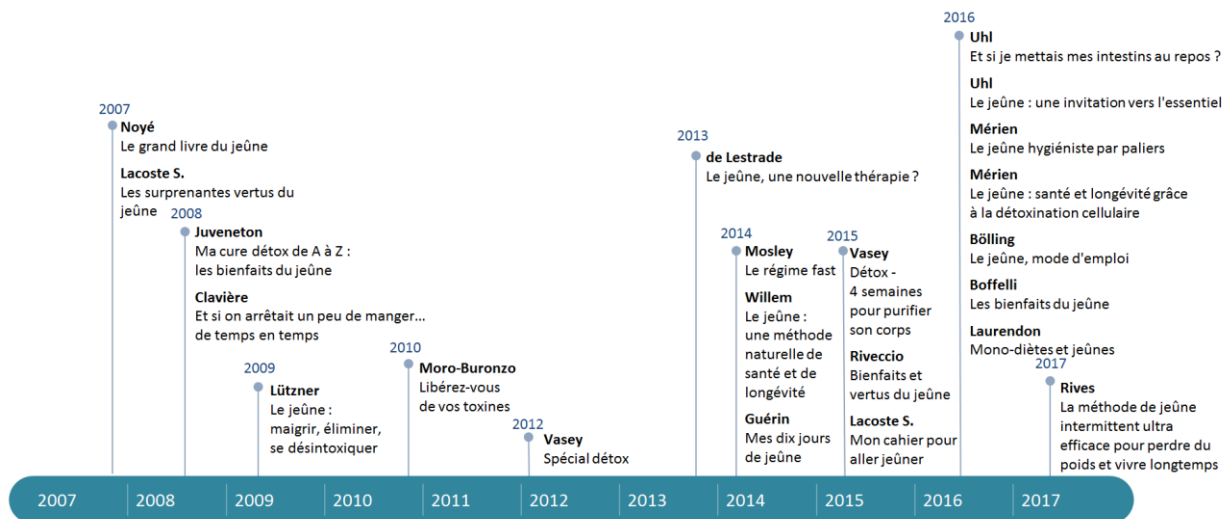 2007
Noyé
Le grand livre du jeûne
Lacoste S.
Les surprenantes vertus du
jeûne
2008
Juveneton
Ma cure détox de A à Z :
les bienfaits du jeûne
Clavière
Et si on arrêtait un peu de manger...
de temps en temps
2009
Lützner
Le jeûne :
maigrir, éliminer,
se désintoxiquer
2010
Moro-Buronzo
Libérez-vous
de vos toxines
2012
Vasey
Spécial détox
2013
de Lestrade
Le jeûne, une nouvelle thérapie ?
2014
Mosley
Le régime fast
Willem
Le jeûne :
une méthode
naturelle de
santé et de
longévité
Guérin
Mes dix jours
de jeûne
2015
Vasey
Détox -
4 semaines
pour purifier
son corps
Riveccio
Bienfaits et
vertus du jeûne
Lacoste S.
Mon cahier pour
aller jeûner
2016
Uhl
Et si je mettais mes intestins au repos ?
Uhl
Le jeûne : une invitation vers l'essentiel
Mérien
Le jeûne hygiéniste par paliers
Mérien
Le jeûne : santé et longévité grâce
à la détoxination cellulaire
Bölling
Le jeûne, mode d'emploi
Boffelli
Les bienfaits du jeûne
Laurendon
Mono-diètes et jeûnes
2017
Rives
La méthode de jeûne
intermittent ultra
efficace pour perdre du
poids et vivre longtemps
2007 2008 2009 2010 2011 2012 2013 2014 2015 2016 2017